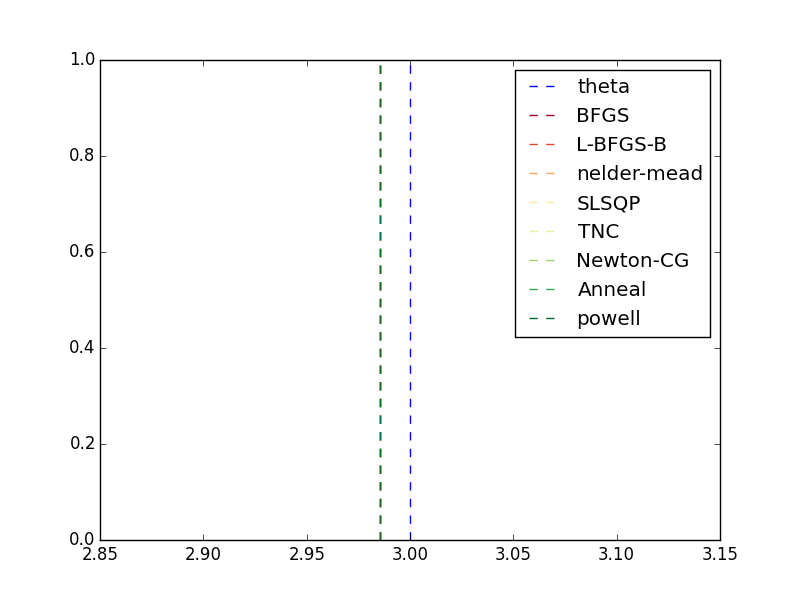 1.0
0.8
0.6
0.4
0.2
0.0
2.85 2.90 2.95 3.00 3.05 3.10 3.15
theta
BFGS
L-BFGS-B
nelder-mead
SLSQP
TNC
Newton-CG
Anneal
powell